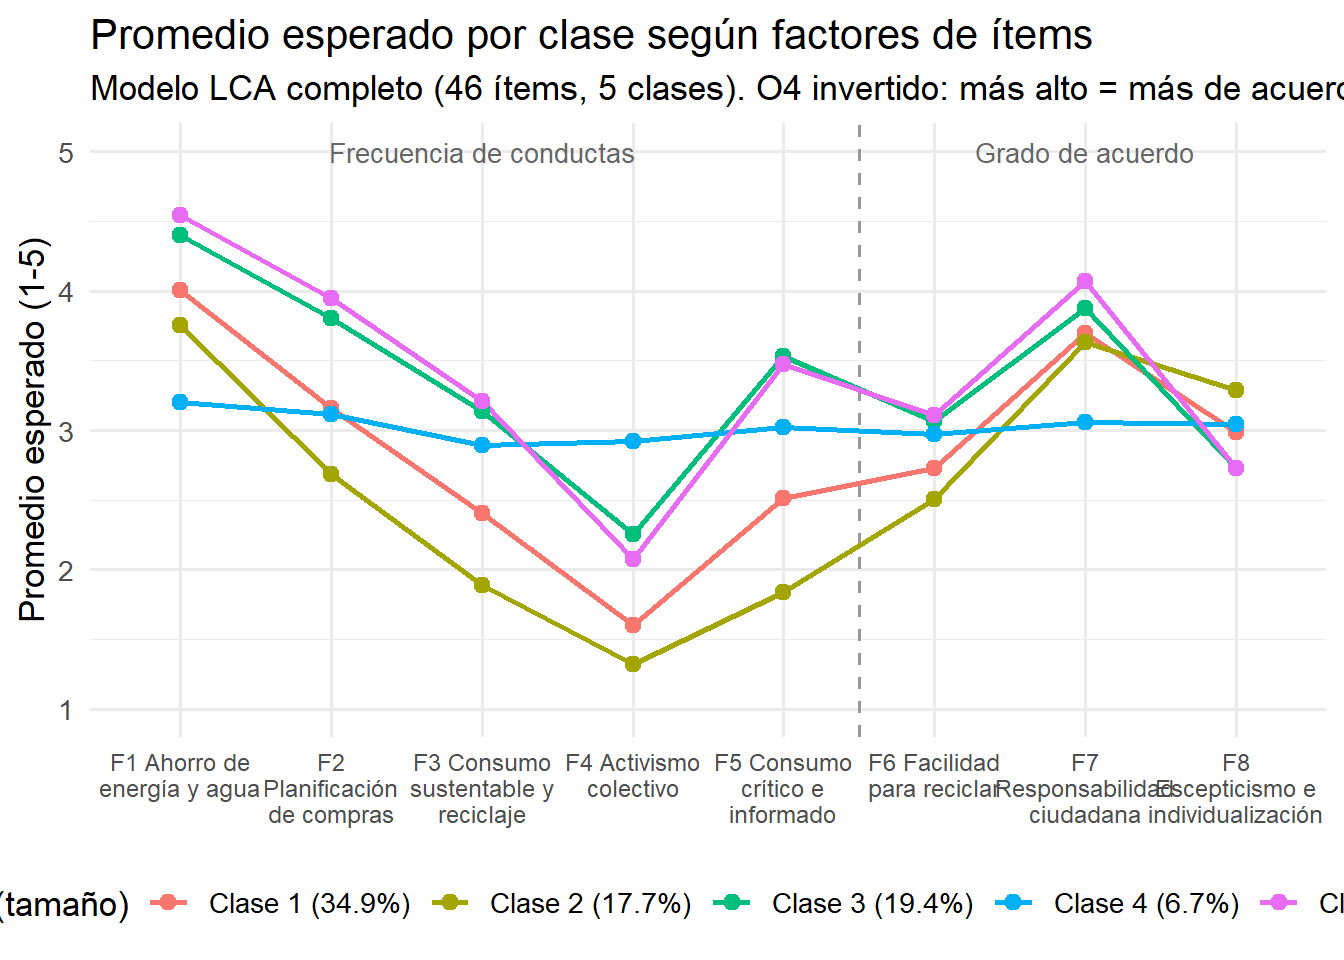 Promedio esperado por clase según factores de ítems
Modelo LCA completo (46 ítems, 5 clases). O4 invertido: más alto = más de acuerd
5
4
3
2
1
Promedio esperado (1-5)
Frecuencia de conductas
Grado de acuerdo
F1 Ahorro de
energía y agua
F2
Planificación
de compras
F3 Consumo
sustentable y
reciclaje
F4 Activismo
colectivo
F5 Consumo
crítico e
informado
F6 Facilidad
para reciclar
F7
Responsabilidad
ciudadana
F8
Escepticismo e
individualización
(tamaño)
Clase 1 (34.9%)
Clase 2 (17.7%)
Clase 3 (19.4%)
Clase 4 (6.7%)
Cl